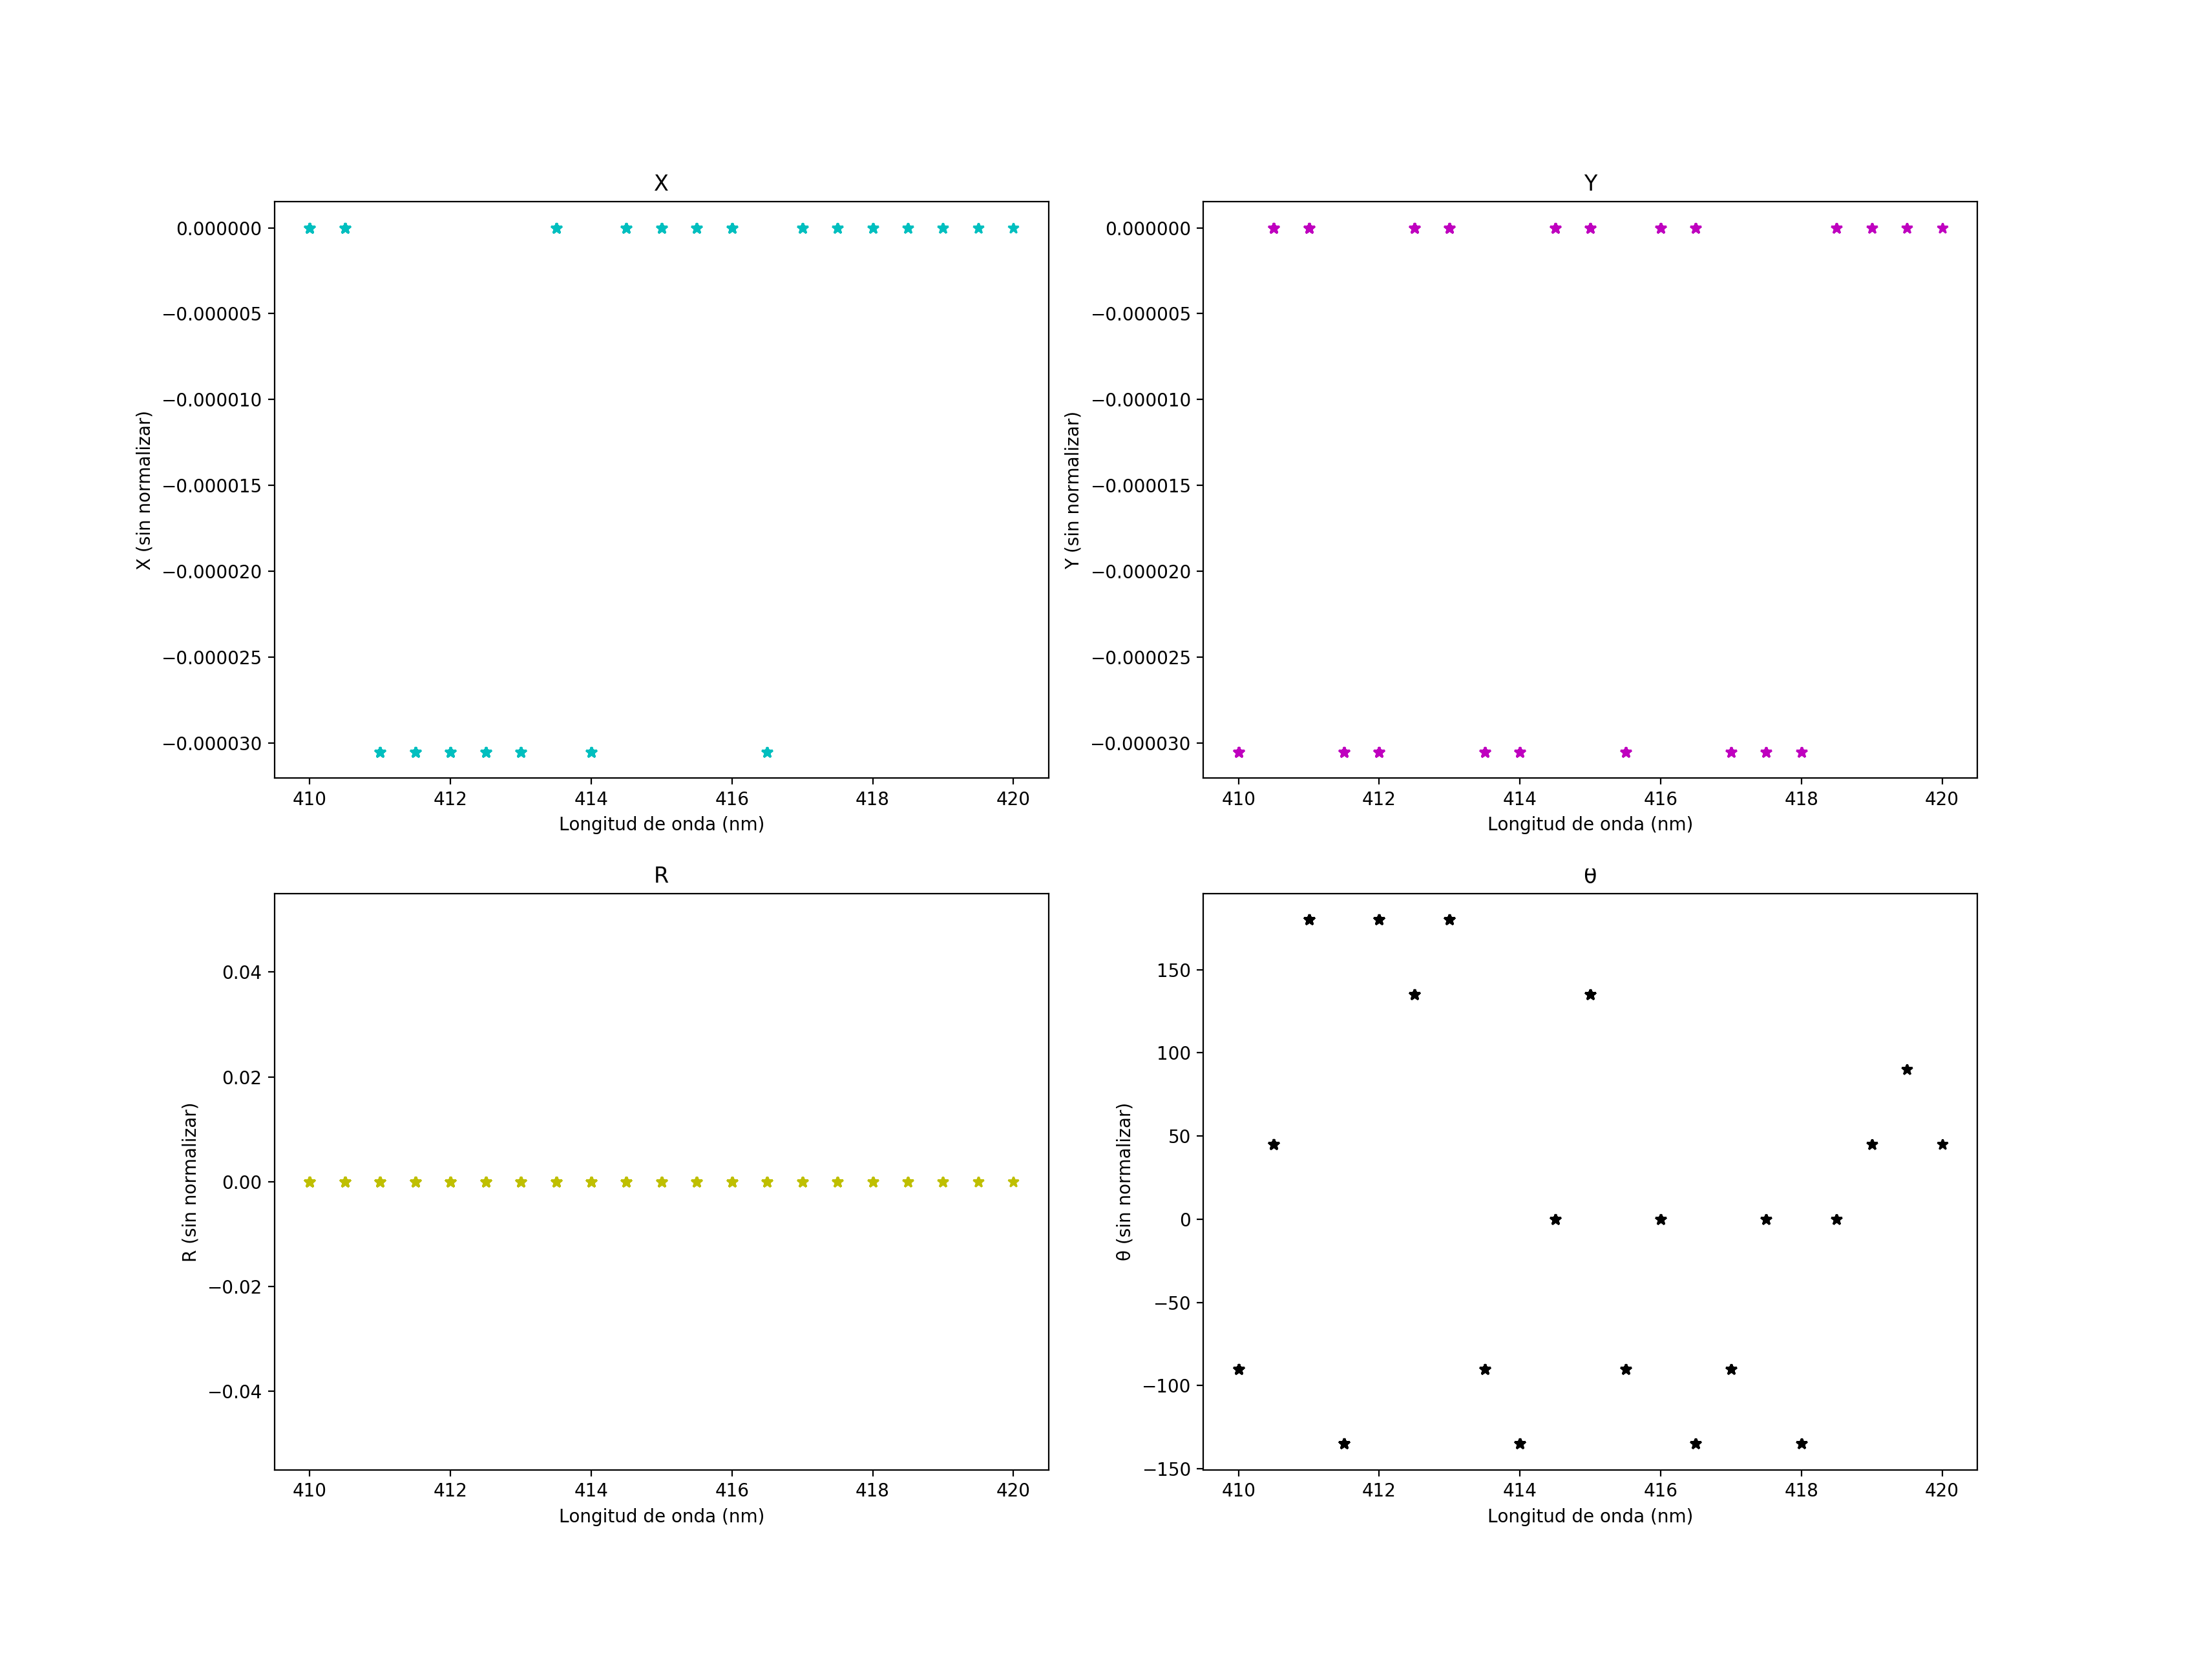 X
0.000000
−0.000005
−0.000010
−0.000015
−0.000020
−0.000025
−0.000030
X (sin normalizar)
410 412 414 416 418 420
Longitud de onda (nm)
Y
0.000000
−0.000005
−0.000010
−0.000015
−0.000020
−0.000025
−0.000030
Y (sin normalizar)
410 412 414 416 418 420
Longitud de onda (nm)
R
0.04
0.02
0.00
−0.02
−0.04
R (sin normalizar)
410 412 414 416 418 420
Longitud de onda (nm)
θ
150
100
50
0
−50
−100
−150
θ (sin normalizar)
410 412 414 416 418 420
Longitud de onda (nm)